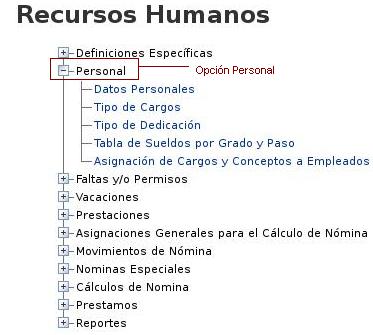 Recursos Humanos
Definiciones Específicas
Personal
Opción Personal
Datos Personales
Tipo de Cargos
Tipo de Dedicación
Tabla de Sueldos por Grado y Paso
Asignación de Cargos y Conceptos a Empleados
Faltas y/o Permisos
Vacaciones
Prestaciones
Asignaciones Generales para el Cálculo de Nómina
Movimientos de Nómina
Nominas Especiales
Cálculos de Nomina
Prestamos
Reportes